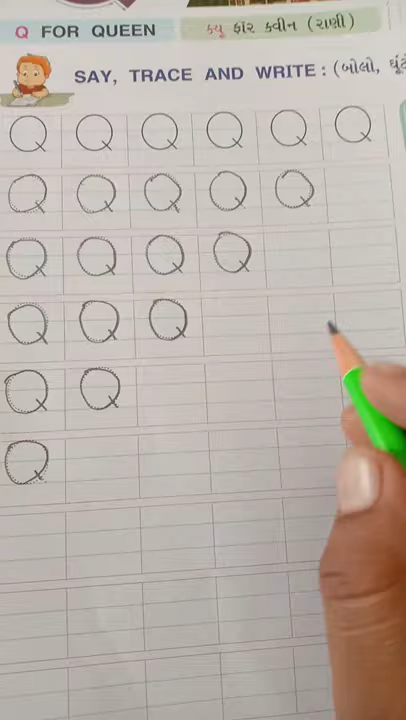 Q FOR QUEEN ક્યૂ ફૉર ક્વીન (રાણી)
SAY, TRACE AND WRITE : (બોલો,
Q Q Q Q Q Q
Q Q Q Q Q
Q Q Q Q
Q Q Q
Q Q
Q